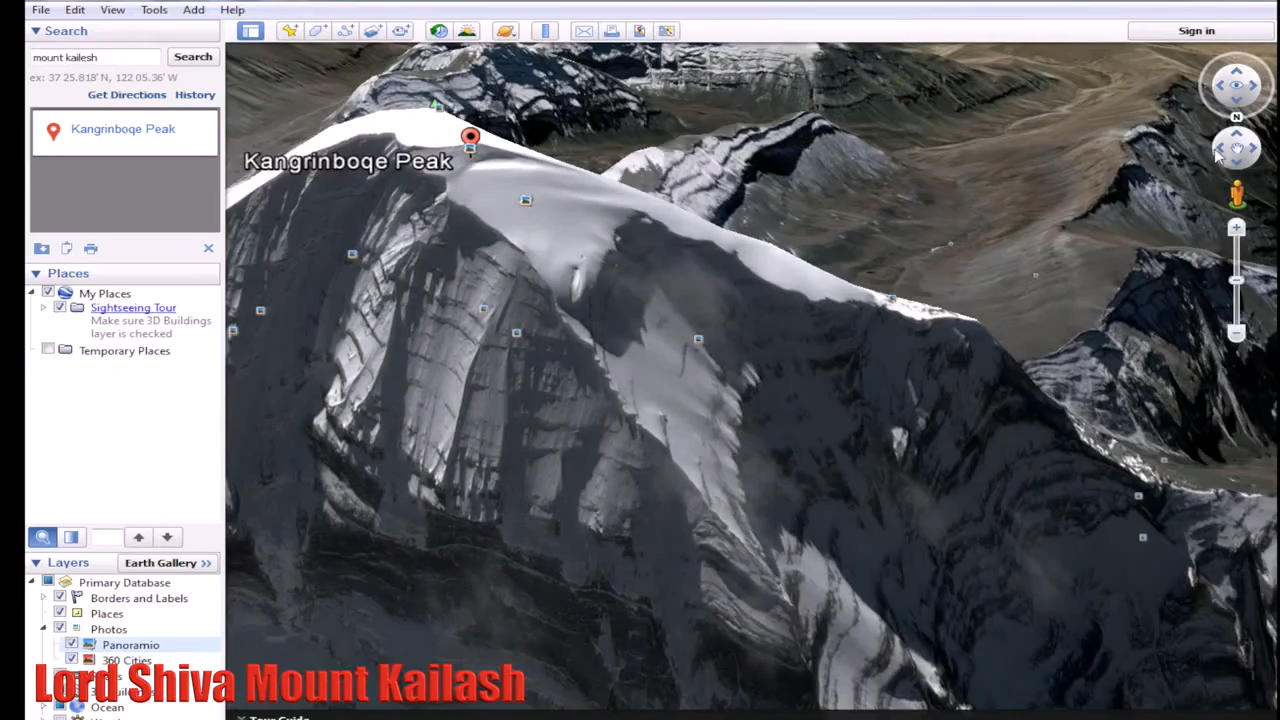 File Edit View Tools Add Help
Search
Sign in
mount kailesh
Search
ex: 37 25.818' N, 122 05.36' W
Get Directions History
Kangrinboqe Peak
N
Kangrinboqe Peak
Places
My Places
Sightseeing Tour
Make sure 3D Buildings
layer is checked
Temporary Places
Layers
Earth Gallery >>
Primary Database
Borders and Labels
Places
Photos
Panoramio
360 Cities
Lord Shiva Mount Kailash
Ocean
Tour Guide